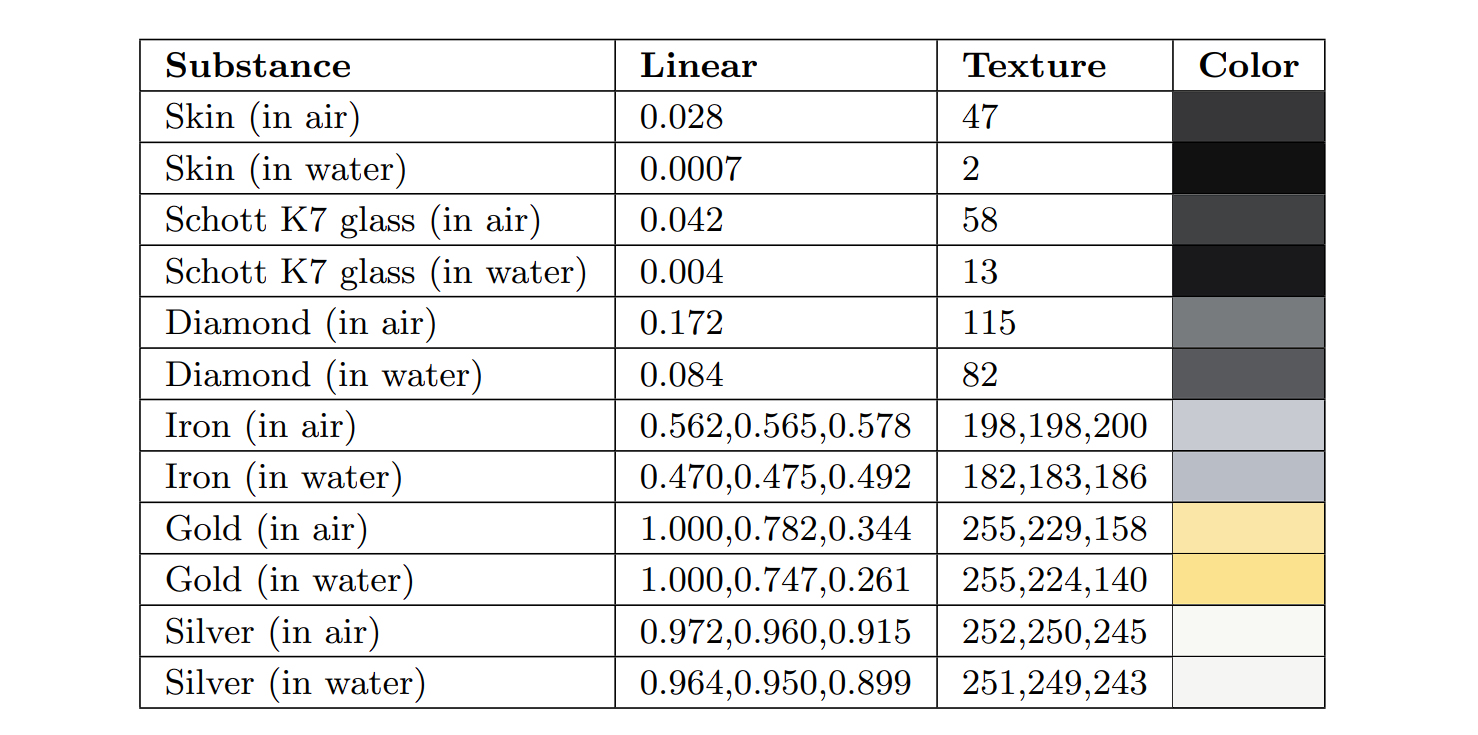 Substance Linear Texture Color
Skin (in air) 0.028 47
Skin (in water) 0.0007 2
Schott K7 glass (in air) 0.042 58
Schott K7 glass (in water) 0.004 13
Diamond (in air) 0.172 115
Diamond (in water) 0.084 82
Iron (in air) 0.562,0.565,0.578 198,198,200
Iron (in water) 0.470,0.475,0.492 182,183,186
Gold (in air) 1.000,0.782,0.344 255,229,158
Gold (in water) 1.000,0.747,0.261 255,224,140
Silver (in air) 0.972,0.960,0.915 252,250,245
Silver (in water) 0.964,0.950,0.899 251,249,243